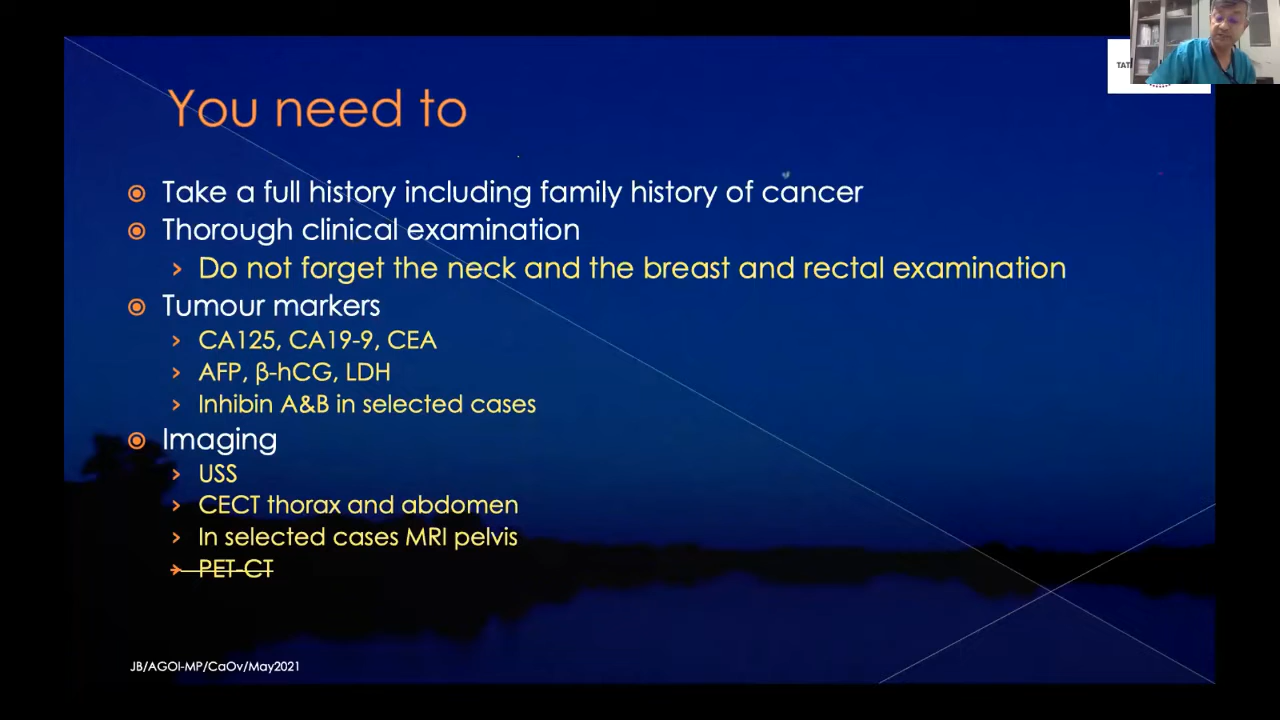 TAT
You need to
Take a full history including family history of cancer
Thorough clinical examination
Do not forget the neck and the breast and rectal examination
Tumour markers
CA125, CA19-9, CEA
AFP, β-hCG, LDH
Inhibin A&B in selected cases
Imaging
USS
CECT thorax and abdomen
In selected cases MRI pelvis
PET-CT
JB/AGOI-MP/CaOv/May2021